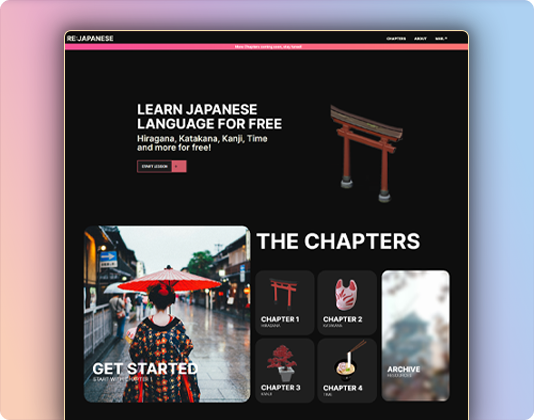 RE:JAPANESE
CHAPTERS
ABOUT
More Chapters coming soon, stay tuned!
LEARN JAPANESE
LANGUAGE FOR FREE
Hiragana, Katakana, Kanji, Time
and more for free!
START LESSON
THE CHAPTERS
GET STARTED
START WITH CHAPTER 1
CHAPTER 1
HIRAGANA
CHAPTER 2
KATAKANA
CHAPTER 3
KANJI
CHAPTER 4
TIME
ARCHIVE
RESOURCES